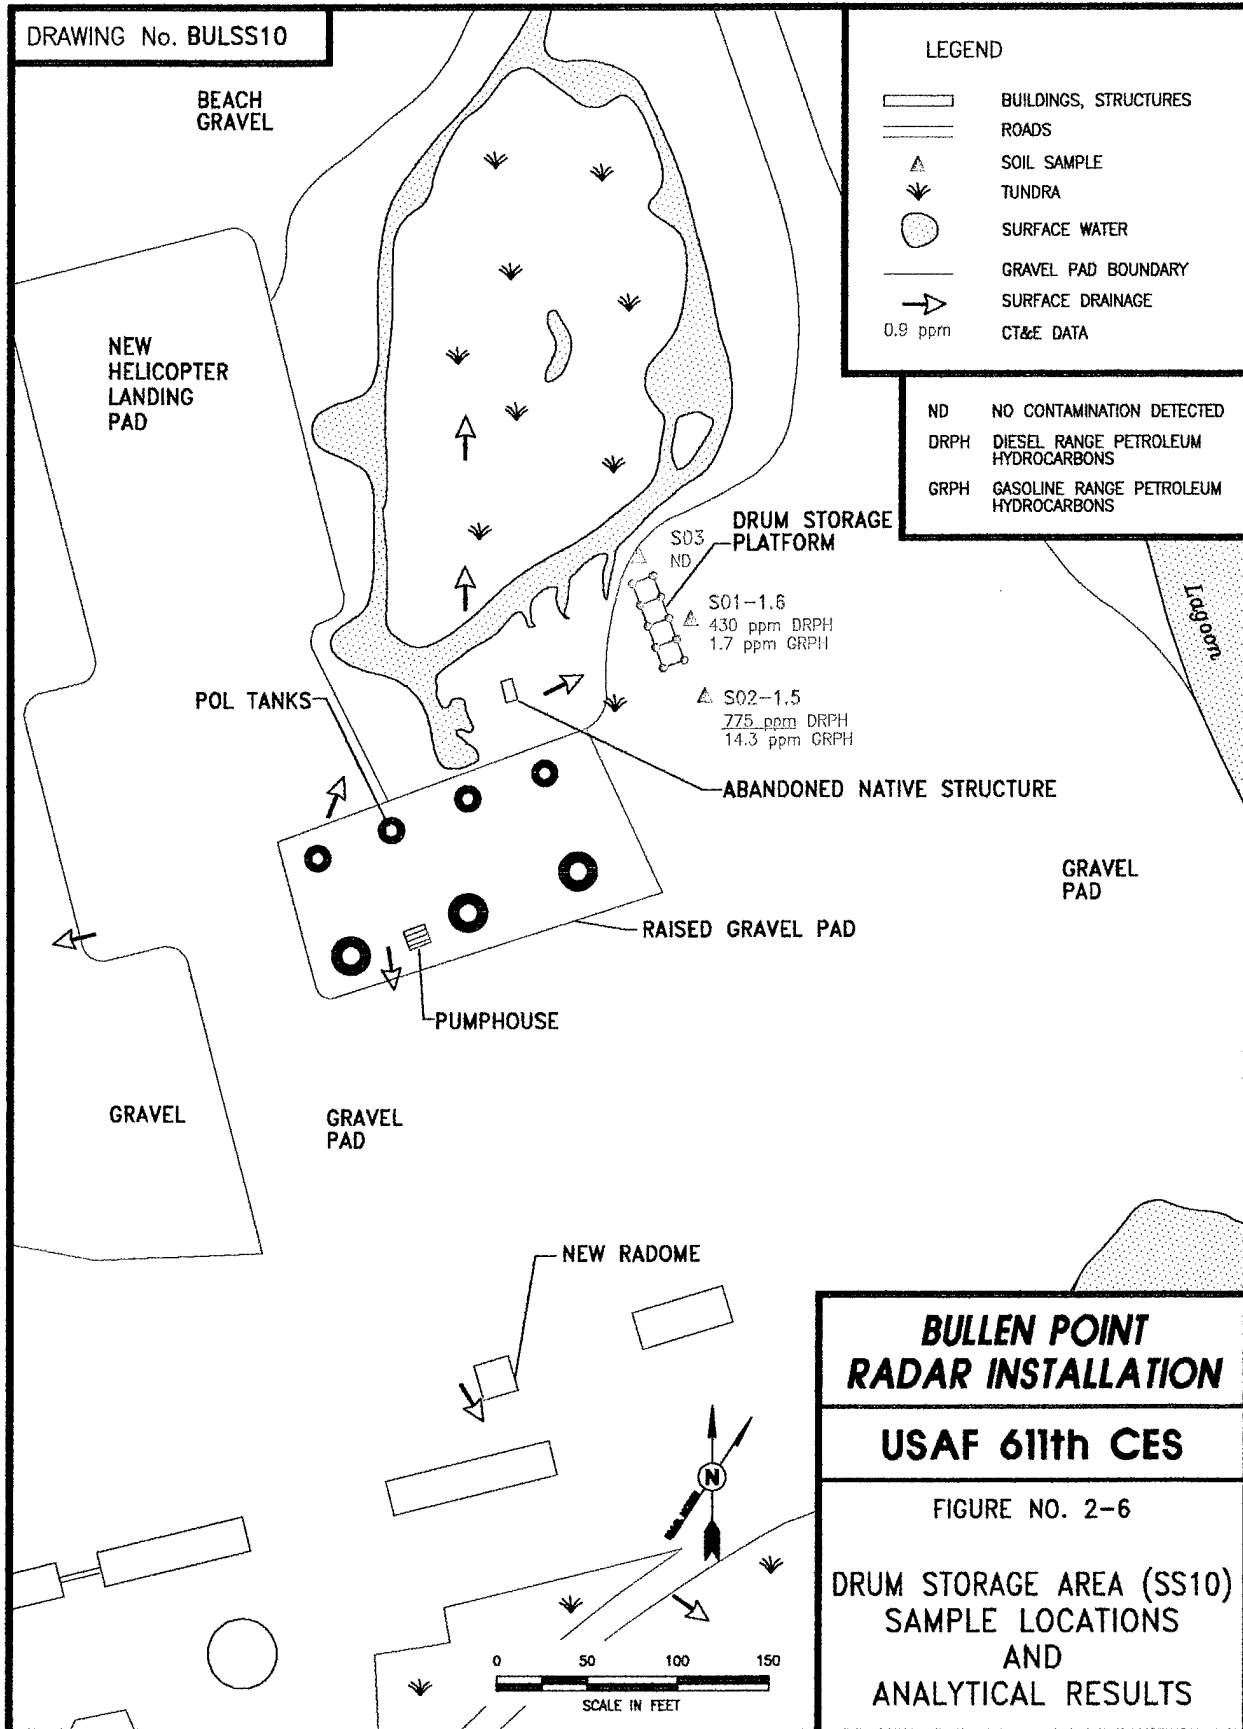 DRAWING No. BULSS10
BEACH
GRAVEL
LEGEND
BUILDINGS, STRUCTURES
ROADS
SOIL SAMPLE
TUNDRA
SURFACE WATER
GRAVEL PAD BOUNDARY
SURFACE DRAINAGE
0.9 ppm CT&E DATA
ND NO CONTAMINATION DETECTED
DRPH DIESEL RANGE PETROLEUM
HYDROCARBONS
GRPH GASOLINE RANGE PETROLEUM
HYDROCARBONS
NEW
HELICOPTER
LANDING
PAD
DRUM STORAGE
PLATFORM
S03
ND
S01-1.6
430 ppm DRPH
1.7 ppm GRPH
Lagoon
POL TANKS
S02-1.5
775 ppm DRPH
14.3 ppm GRPH
ABANDONED NATIVE STRUCTURE
GRAVEL
PAD
RAISED GRAVEL PAD
PUMPHOUSE
GRAVEL
GRAVEL
PAD
NEW RADOME
N
0 50 100 150
SCALE IN FEET
BULLEN POINT
RADAR INSTALLATION
USAF 611th CES
FIGURE NO. 2-6
DRUM STORAGE AREA (SS10)
SAMPLE LOCATIONS
AND
ANALYTICAL RESULTS